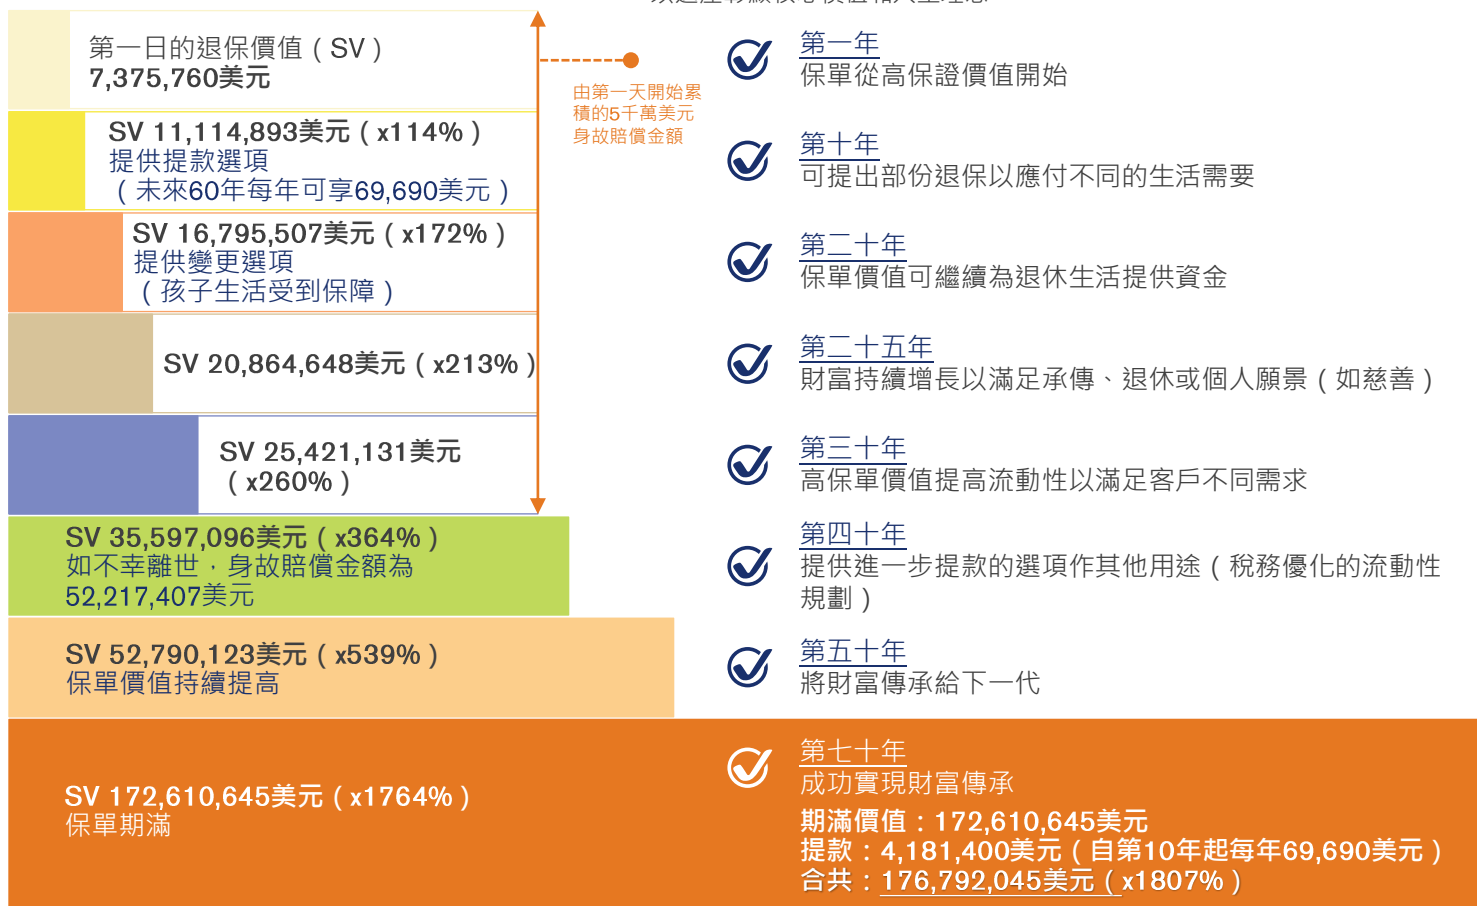 第一日的退保價值（SV）
7,375,760美元
由第一天開始累
積的5千萬美元
身故賠償金額
第一年
保單從高保證價值開始
SV 11,114,893美元（x114%）
提供提款選項
（未來60年每年可享69,690美元）
第十年
可提出部份退保以應付不同的生活需要
SV 16,795,507美元（x172%）
提供變更選項
（孩子生活受到保障）
第二十年
保單價值可繼續為退休生活提供資金
SV 20,864,648美元（x213%）
第二十五年
財富持續增長以滿足承傳、退休或個人願景（如慈善）
SV 25,421,131美元
（x260%）
第三十年
高保單價值提高流動性以滿足客戶不同需求
SV 35,597,096美元（x364%）
如不幸離世，身故賠償金額為
52,217,407美元
第四十年
提供進一步提款的選項作其他用途（稅務優化的流動性
規劃）
SV 52,790,123美元（x539%）
保單價值持續提高
第五十年
將財富傳承給下一代
SV 172,610,645美元（x1764%）
保單期滿
第七十年
成功實現財富傳承
期滿價值：172,610,645美元
提款：4,181,400美元（自第10年起每年69,690美元）
合共：176,792,045美元（x1807%）